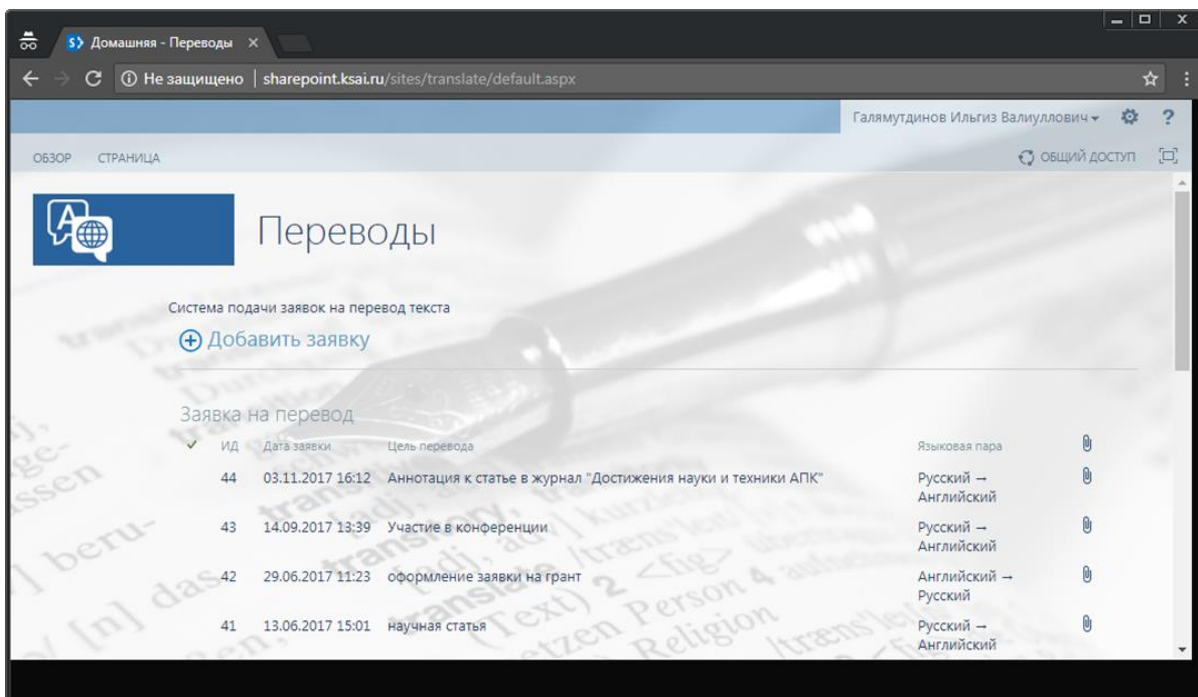 Домашняя - Переводы
Не защищено | sharepoint.ksai.ru/sites/translate/default.aspx
Галямутдинов Ильгиз Валиуллович
ОБЗОР СТРАНИЦА ОБЩИЙ ДОСТУП
Переводы
Система подачи заявок на перевод текста
Добавить заявку
Заявка на перевод
ИД Дата заявки Цель перевода Языковая пара
44 03.11.2017 16:12 Аннотация к статье в журнал "Достижения науки и техники АПК" Русский →
Английский
43 14.09.2017 13:39 Участие в конференции Русский →
Английский
42 29.06.2017 11:23 оформление заявки на грант Английский →
Русский
41 13.06.2017 15:01 научная статья Русский →
Английский